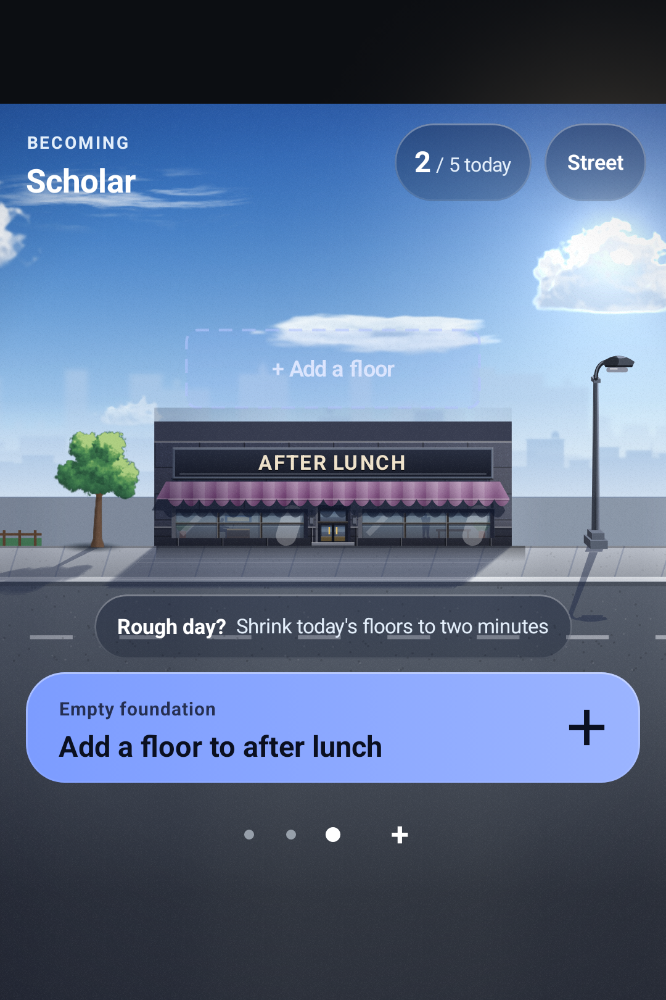 BECOMING
Scholar
2 / 5 today
Street
+ Add a floor
AFTER LUNCH
Rough day? Shrink today's floors to two minutes
Empty foundation
Add a floor to after lunch
+
+